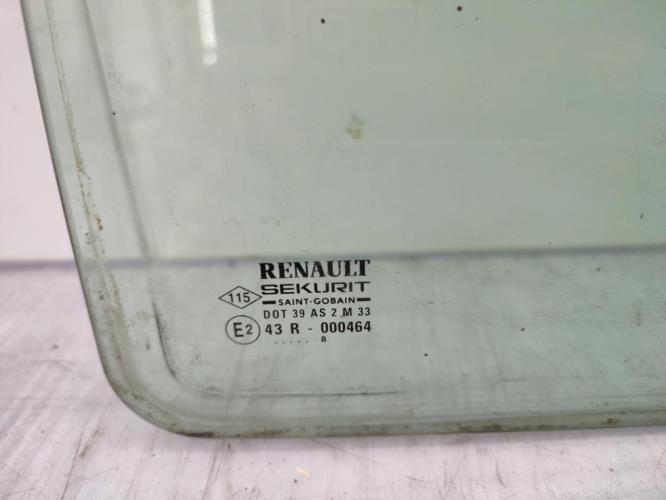 RENAULT
SEKURIT
115 SAINT-GOBAIN
DOT 39 AS 2 M 33
E2 43 R - 000464
..... 8